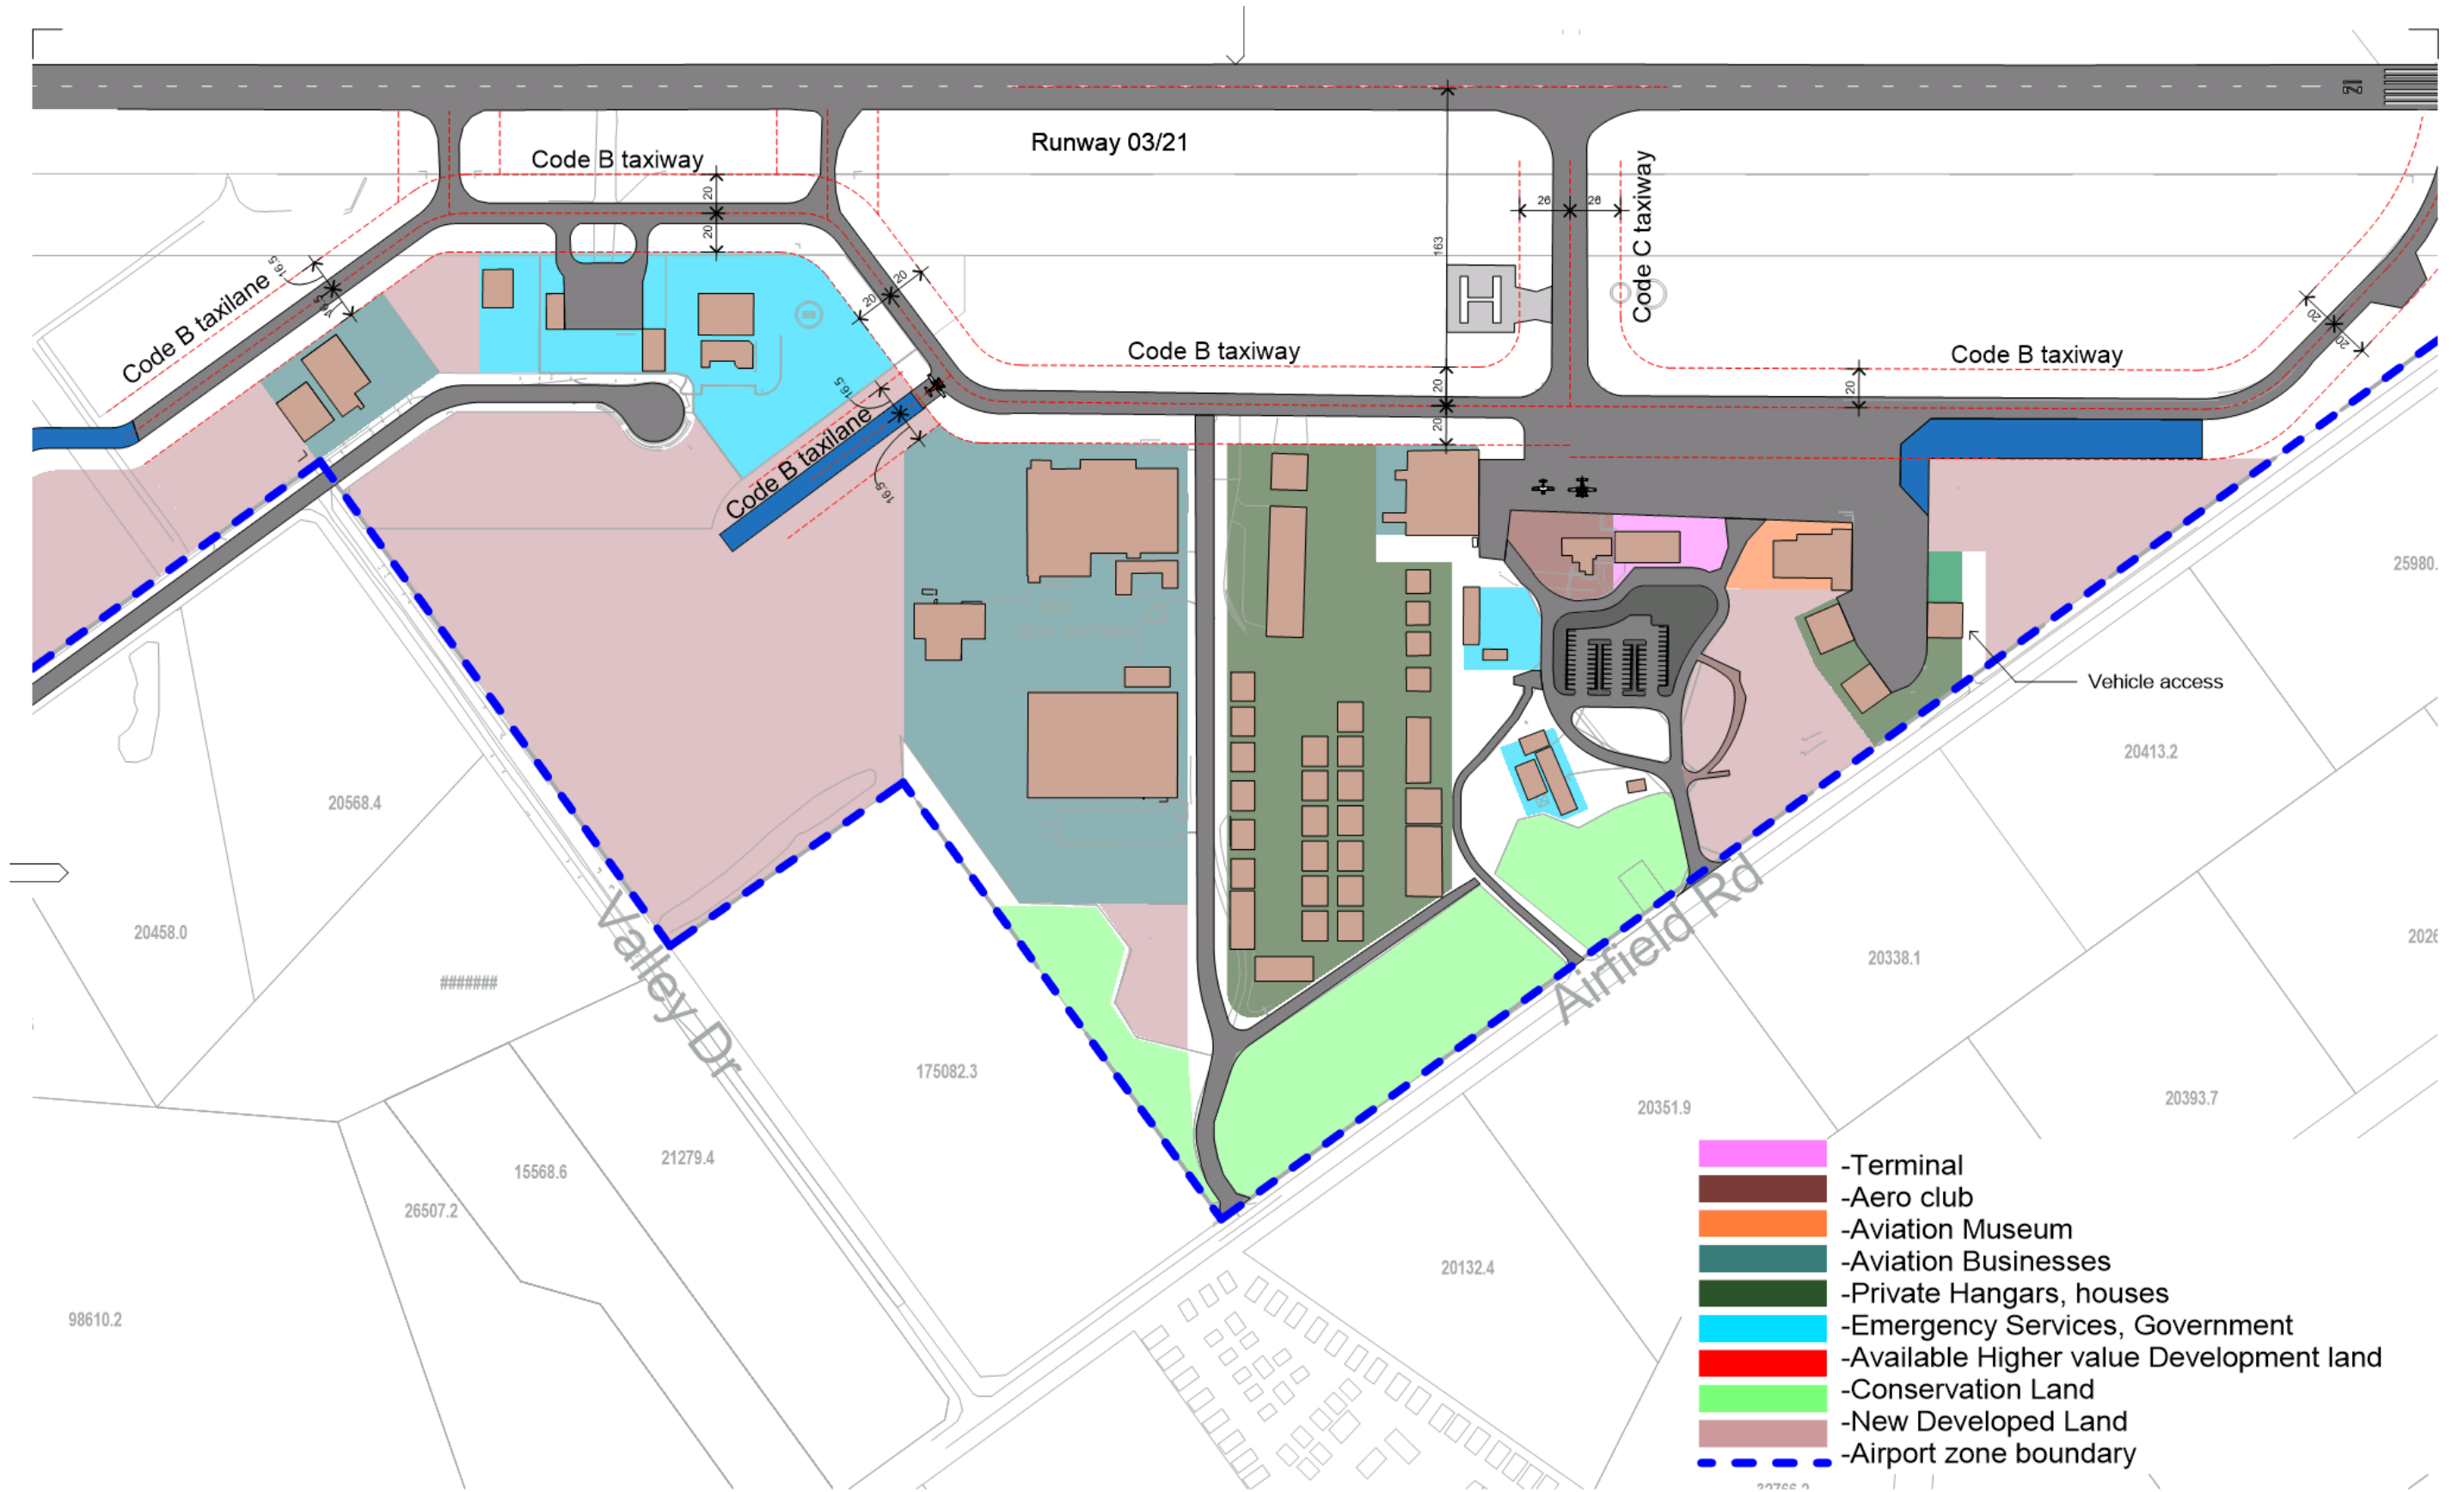 21
Runway 03/21
Code B taxiway
20
20
Code C taxiway
26
26
163
Code B taxilane
16.5
16.5
20
20
Code B taxiway
Code B taxiway
20
20
20
20
20
Code B taxilane
16.5
16.5
25980.
Vehicle access
20413.2
20568.4
20458.0
#######
Valley Dr
Airfield Rd
20338.1
175082.3
20351.9
20393.7
21279.4
15568.6
26507.2
20132.4
98610.2
-Terminal
-Aero club
-Aviation Museum
-Aviation Businesses
-Private Hangars, houses
-Emergency Services, Government
-Available Higher value Development land
-Conservation Land
-New Developed Land
-Airport zone boundary